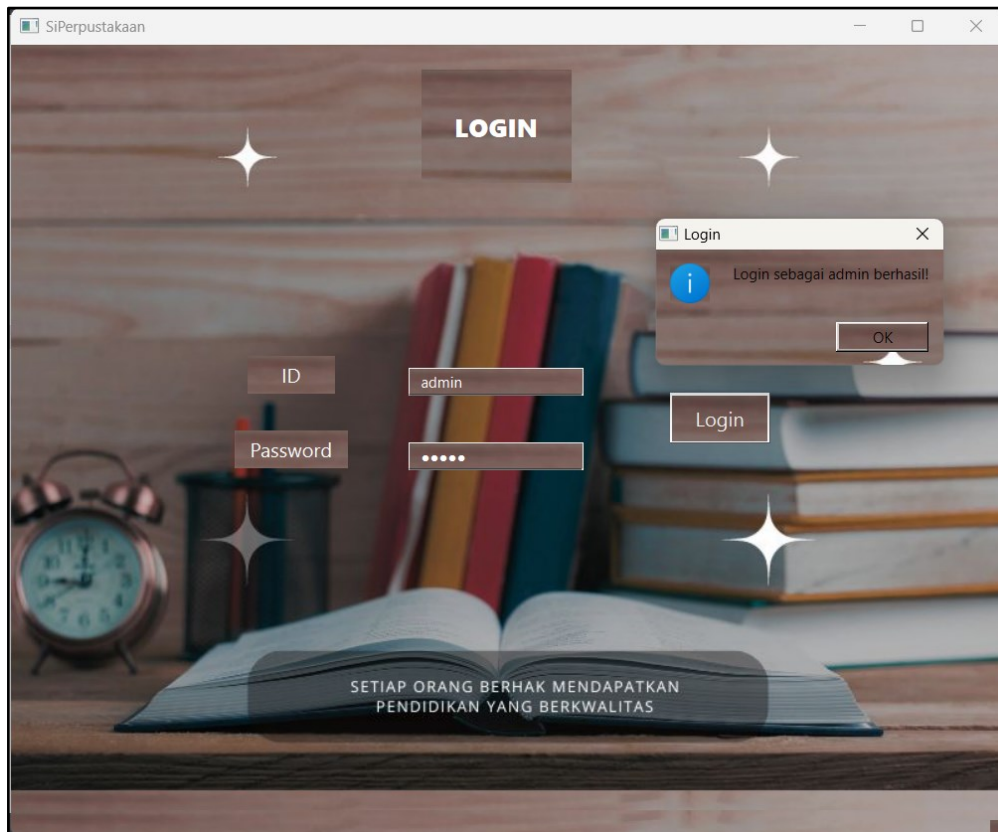 SiPerpustakaan
LOGIN
Login
Login sebagai admin berhasil!
OK
ID
admin
Login
Password
•••••
SETIAP ORANG BERHAK MENDAPATKAN
PENDIDIKAN YANG BERKWALITAS